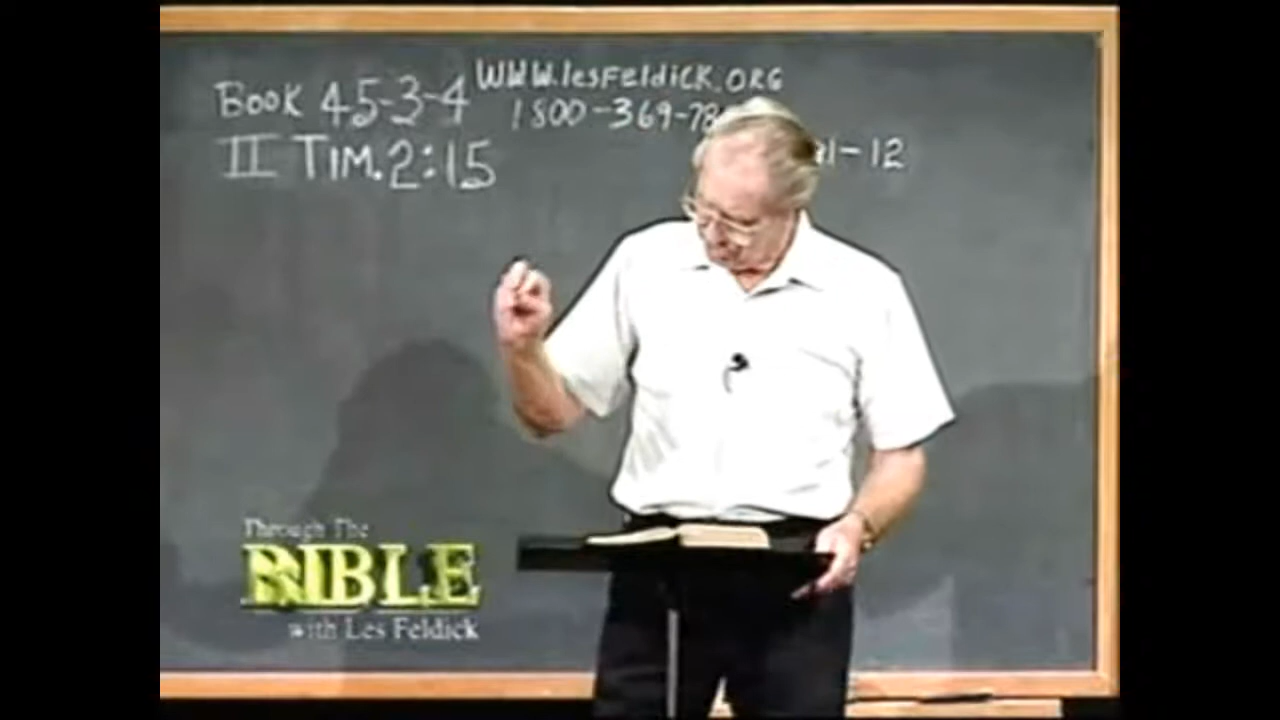 Book 45-3-4
www.lesFeldick.ORG
1800-369-78
II Tim. 2:15
1-12
Through The
BIBLE
with Les Feldick